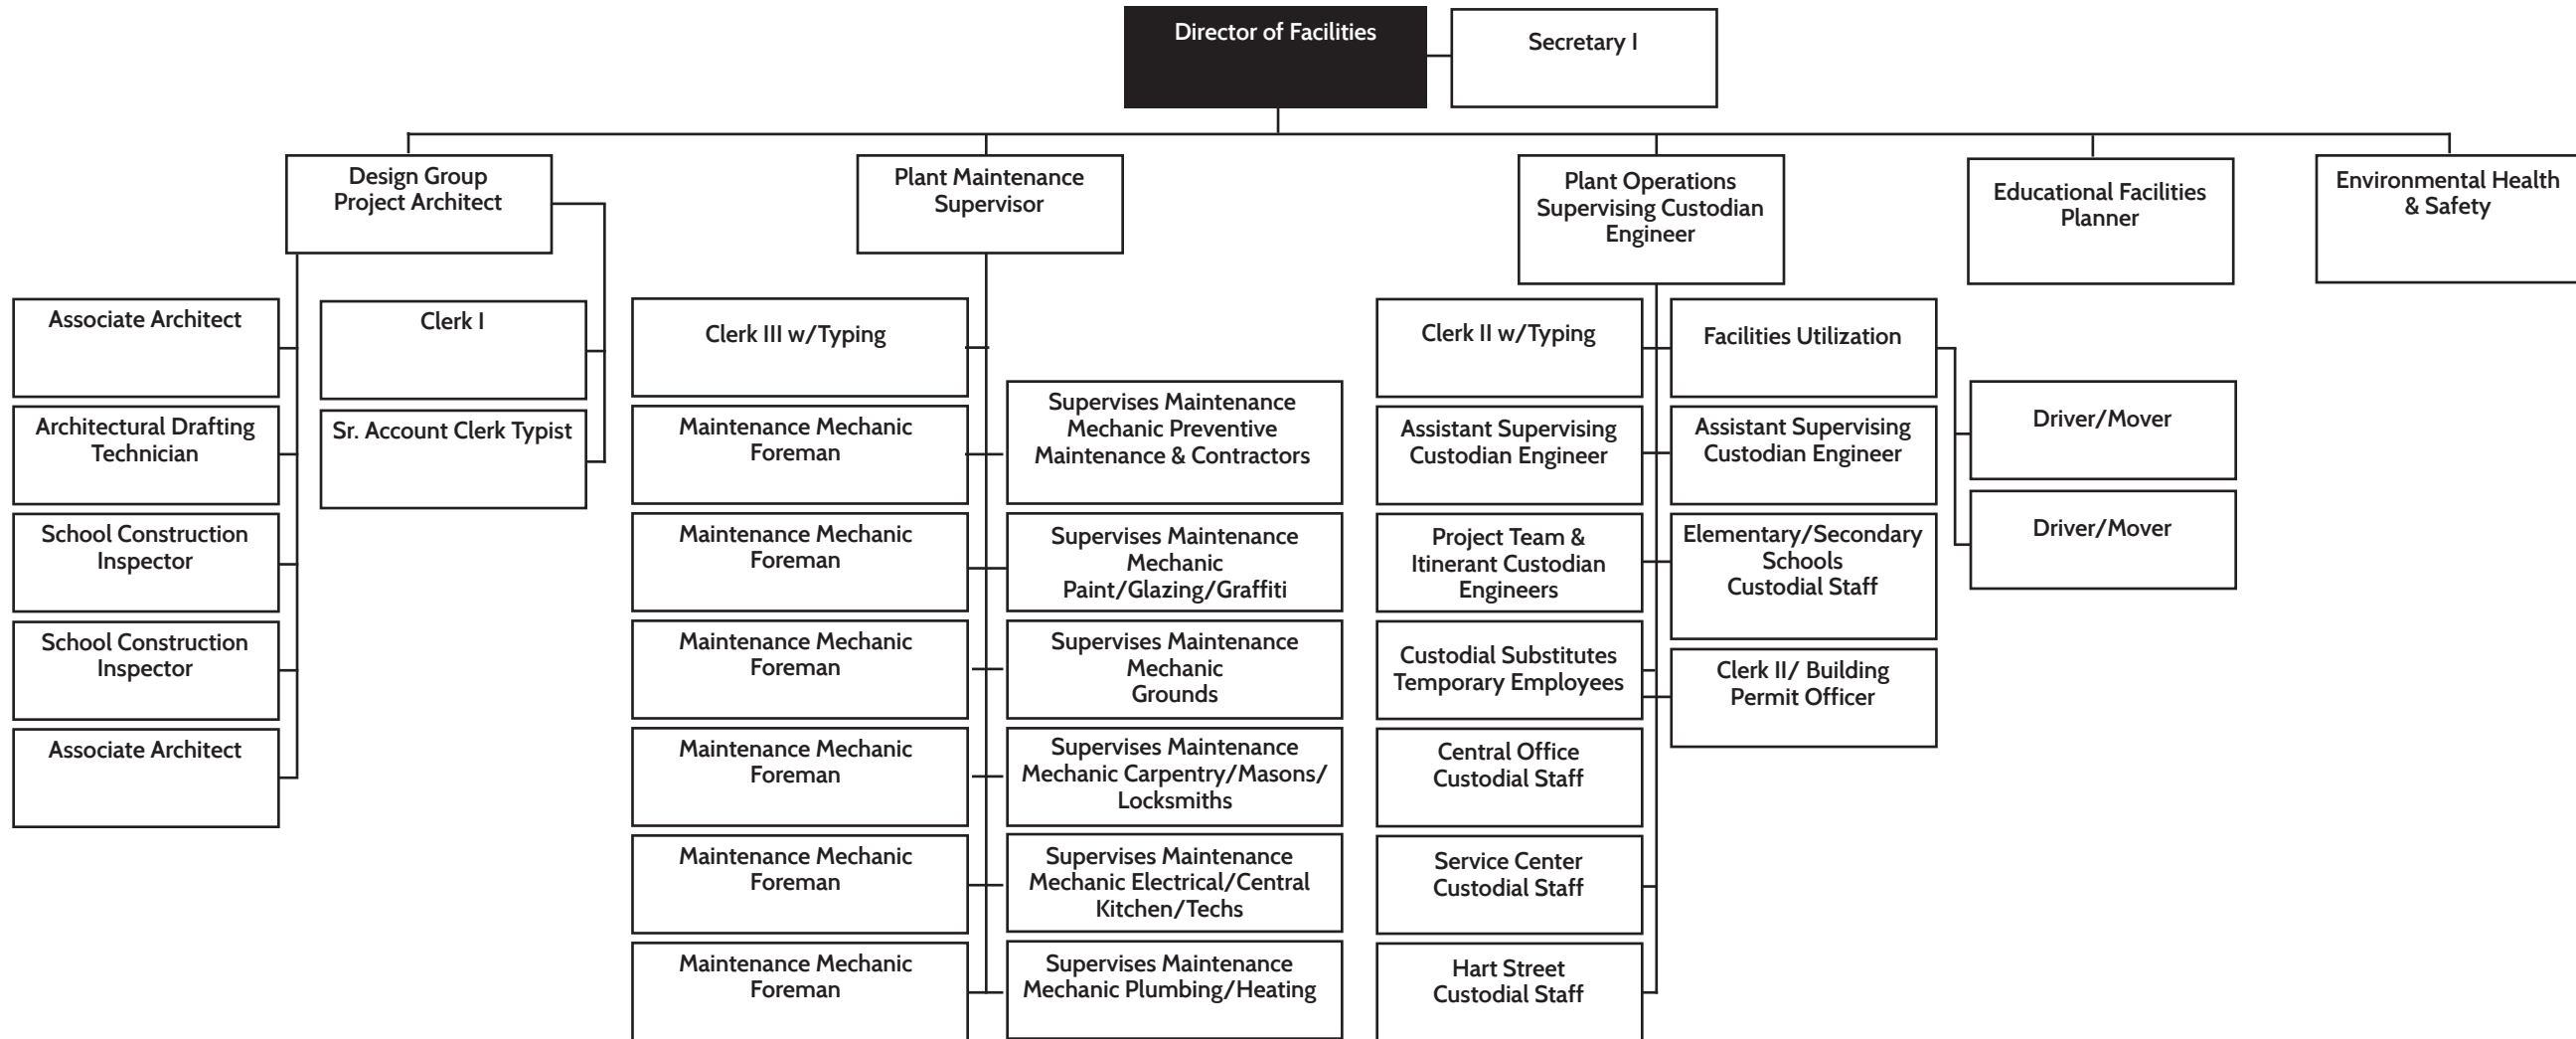 Director of Facilities
Secretary I
Design Group
Project Architect
Plant Maintenance
Supervisor
Plant Operations
Supervising Custodian
Engineer
Educational Facilities
Planner
Environmental Health
& Safety
Associate Architect
Architectural Drafting
Technician
School Construction
Inspector
School Construction
Inspector
Associate Architect
Clerk I
Sr. Account Clerk Typist
Clerk III w/Typing
Maintenance Mechanic
Foreman
Maintenance Mechanic
Foreman
Maintenance Mechanic
Foreman
Maintenance Mechanic
Foreman
Maintenance Mechanic
Foreman
Maintenance Mechanic
Foreman
Supervises Maintenance
Mechanic Preventive
Maintenance & Contractors
Supervises Maintenance
Mechanic
Paint/Glazing/Graffiti
Supervises Maintenance
Mechanic
Grounds
Supervises Maintenance
Mechanic Carpentry/Masons/
Locksmiths
Supervises Maintenance
Mechanic Electrical/Central
Kitchen/Techs
Supervises Maintenance
Mechanic Plumbing/Heating
Clerk II w/Typing
Assistant Supervising
Custodian Engineer
Project Team &
Itinerant Custodian
Engineers
Custodial Substitutes
Temporary Employees
Central Office
Custodial Staff
Service Center
Custodial Staff
Hart Street
Custodial Staff
Facilities Utilization
Assistant Supervising
Custodian Engineer
Elementary/Secondary
Schools
Custodial Staff
Clerk II/ Building
Permit Officer
Driver/Mover
Driver/Mover